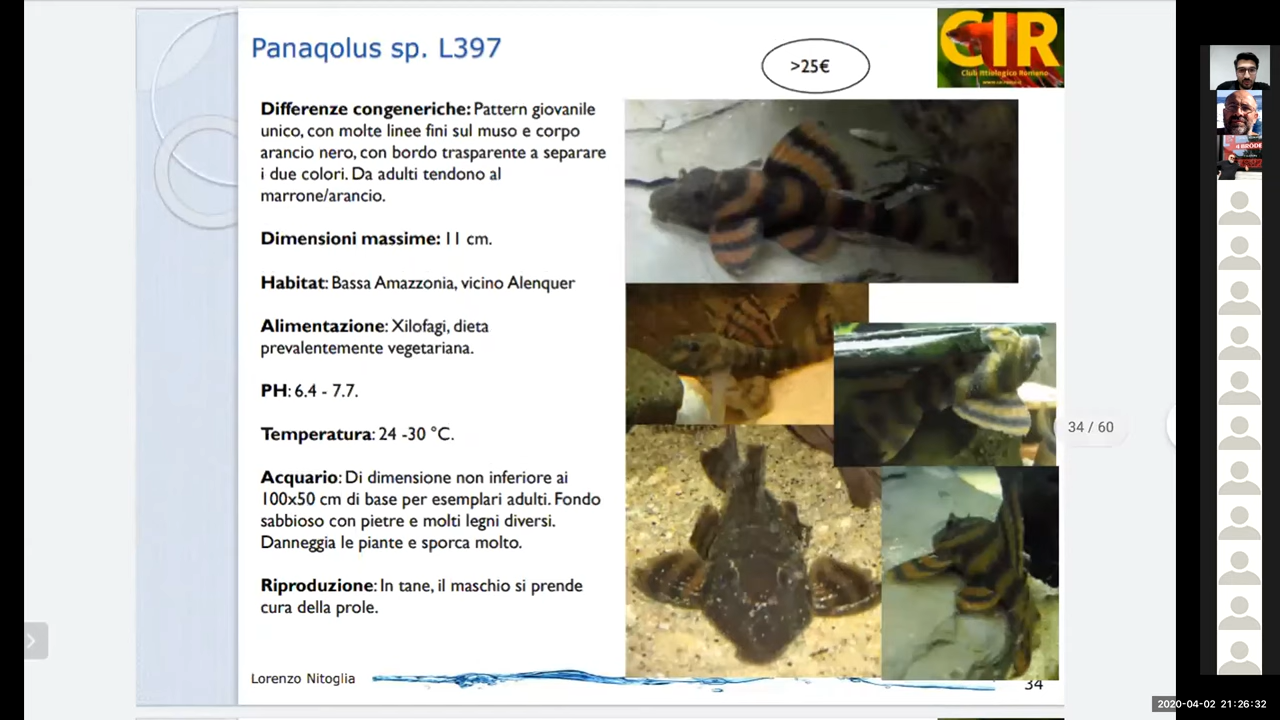 Panaqolus sp. L397
>25€
CIR
Club Ittiologico Romano
Differenze congeneriche: Pattern giovanile
unico, con molte linee fini sul muso e corpo
arancio nero, con bordo trasparente a separare
i due colori. Da adulti tendono al
marrone/arancio.
Dimensioni massime: 11 cm.
Habitat: Bassa Amazzonia, vicino Alenquer
Alimentazione: Xilofagi, dieta
prevalentemente vegetariana.
PH: 6.4 - 7.7.
Temperatura: 24 -30 °C.
Acquario: Di dimensione non inferiore ai
100x50 cm di base per esemplari adulti. Fondo
sabbioso con pietre e molti legni diversi.
Danneggia le piante e sporca molto.
Riproduzione: In tane, il maschio si prende
cura della prole.
34 / 60
Lorenzo Nitoglia
34
2020-04-02 21:26:32